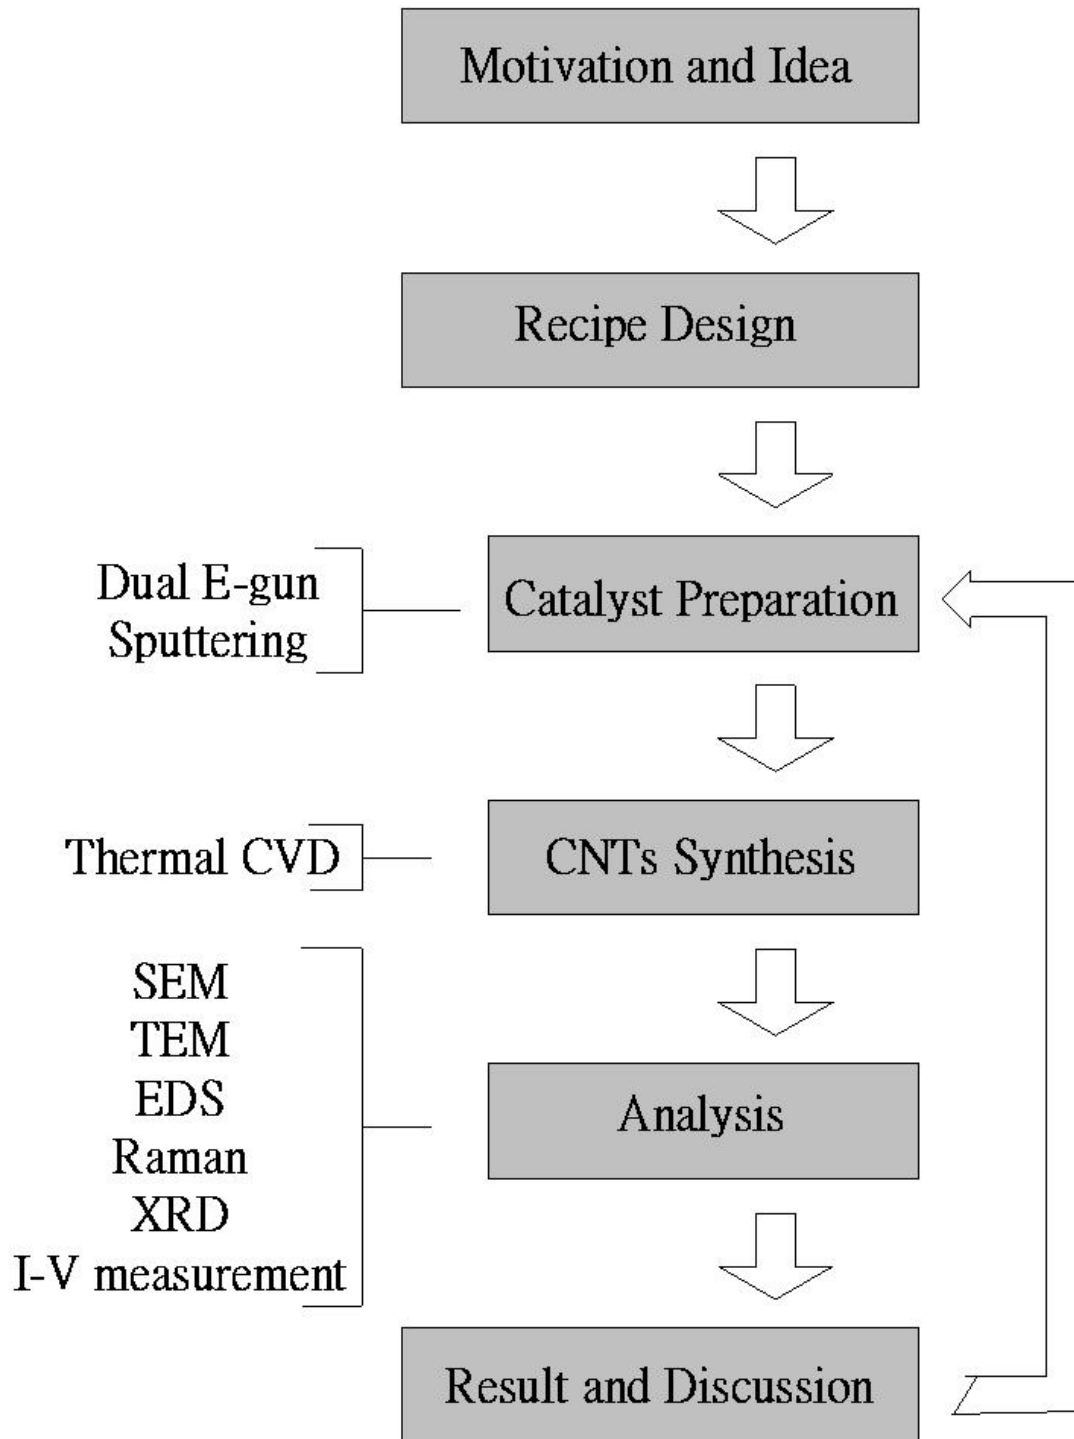 Motivation and Idea
Recipe Design
Dual E-gun
Sputtering
Catalyst Preparation
Thermal CVD
CNTs Synthesis
SEM
TEM
EDS
Raman
XRD
I-V measurement
Analysis
Result and Discussion